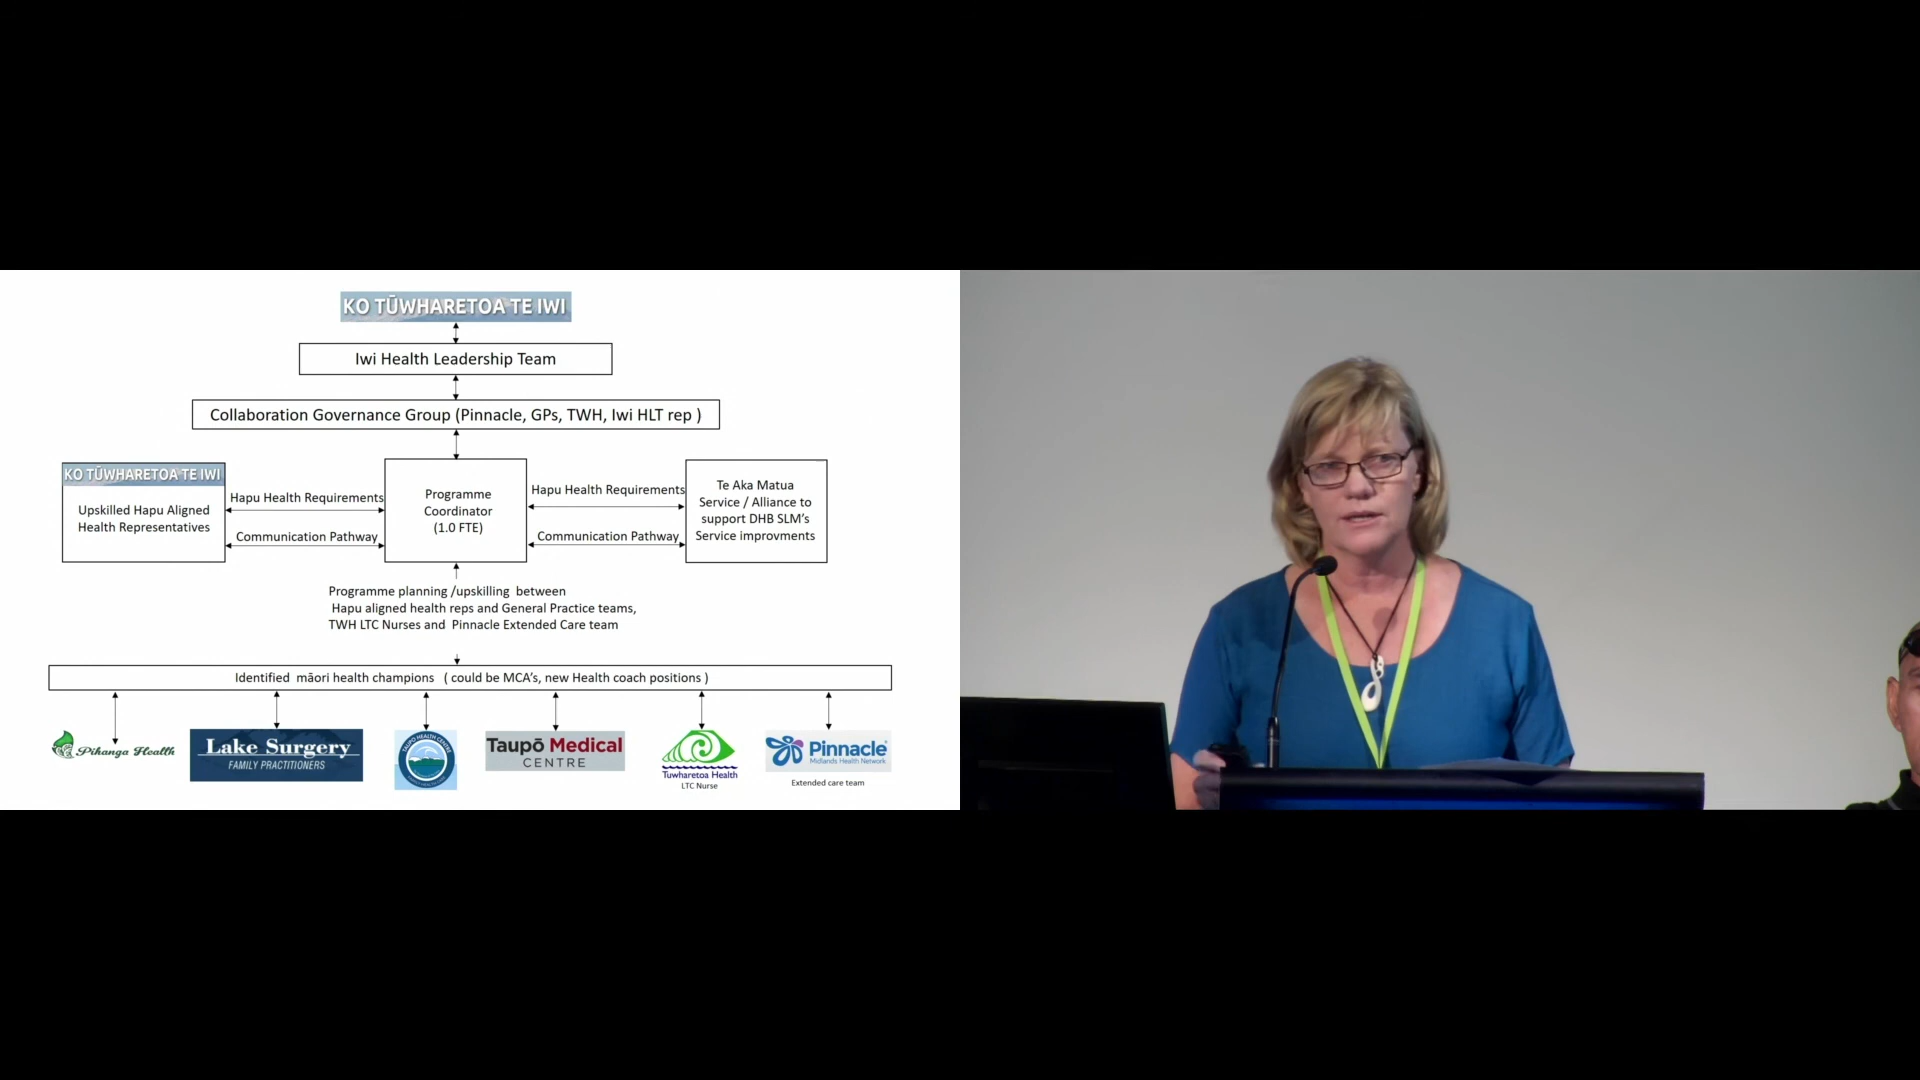 KO TŪWHARETOA TE IWI
Iwi Health Leadership Team
Collaboration Governance Group (Pinnacle, GPs, TWH, Iwi HLT rep )
KO TŪWHARETOA TE IWI
Upskilled Hapu Aligned
Health Representatives
Hapu Health Requirements
Communication Pathway
Programme
Coordinator
(1.0 FTE)
Hapu Health Requirements
Communication Pathway
Te Aka Matua
Service / Alliance to
support DHB SLM's
Service improvments
Programme planning /upskilling between
Hapu aligned health reps and General Practice teams,
TWH LTC Nurses and Pinnacle Extended Care team
Identified māori health champions ( could be MCA's, new Health coach positions )
Pihanga Health
Lake Surgery
FAMILY PRACTITIONERS
TAUPO HEALTH CENTRE
Taupō Medical
CENTRE
Tuwharetoa Health
LTC Nurse
Pinnacle
Midlands Health Network
Extended care team